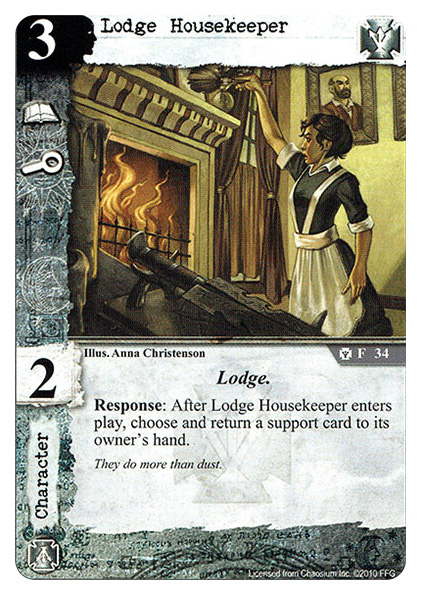 3
Lodge Housekeeper
Illus. Anna Christenson
F 34
2
Lodge.
Response: After Lodge Housekeeper enters
play, choose and return a support card to its
owner's hand.
They do more than dust.
Character
Licensed from Chaosium Inc. ©2010 FFG